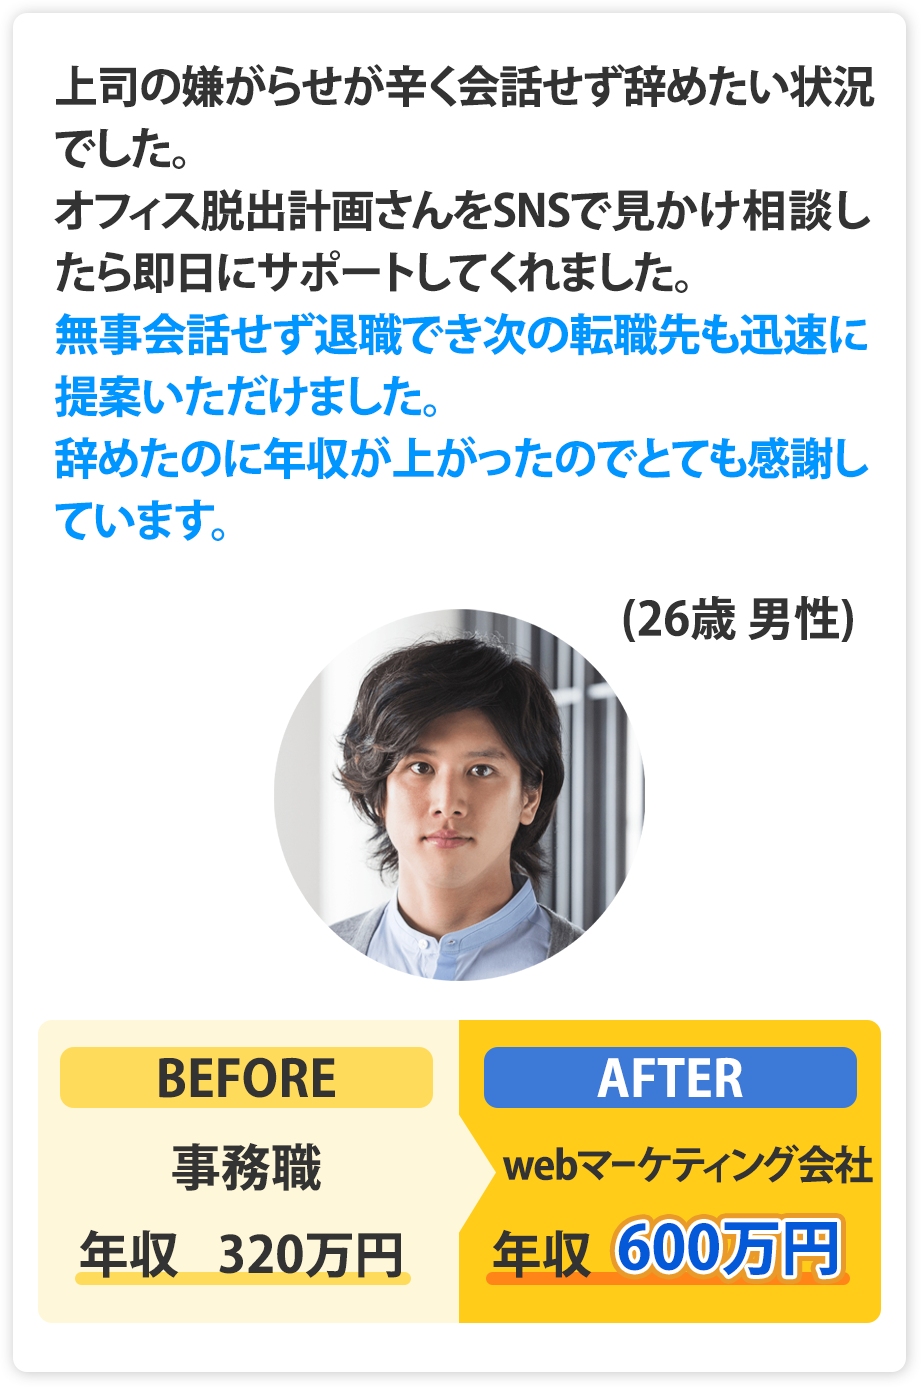 上司の嫌がらせが辛く会話せず辞めたい状況
でした。
オフィス脱出計画さんをSNSで見かけ相談し
たら即日にサポートしてくれました。
無事会話せず退職でき次の転職先も迅速に
提案いただけました。
辞めたのに年収が上がったのでとても感謝し
ています。
(26歳 男性)
BEFORE
事務職
年収 320万円
AFTER
webマーケティング会社
年収 600万円